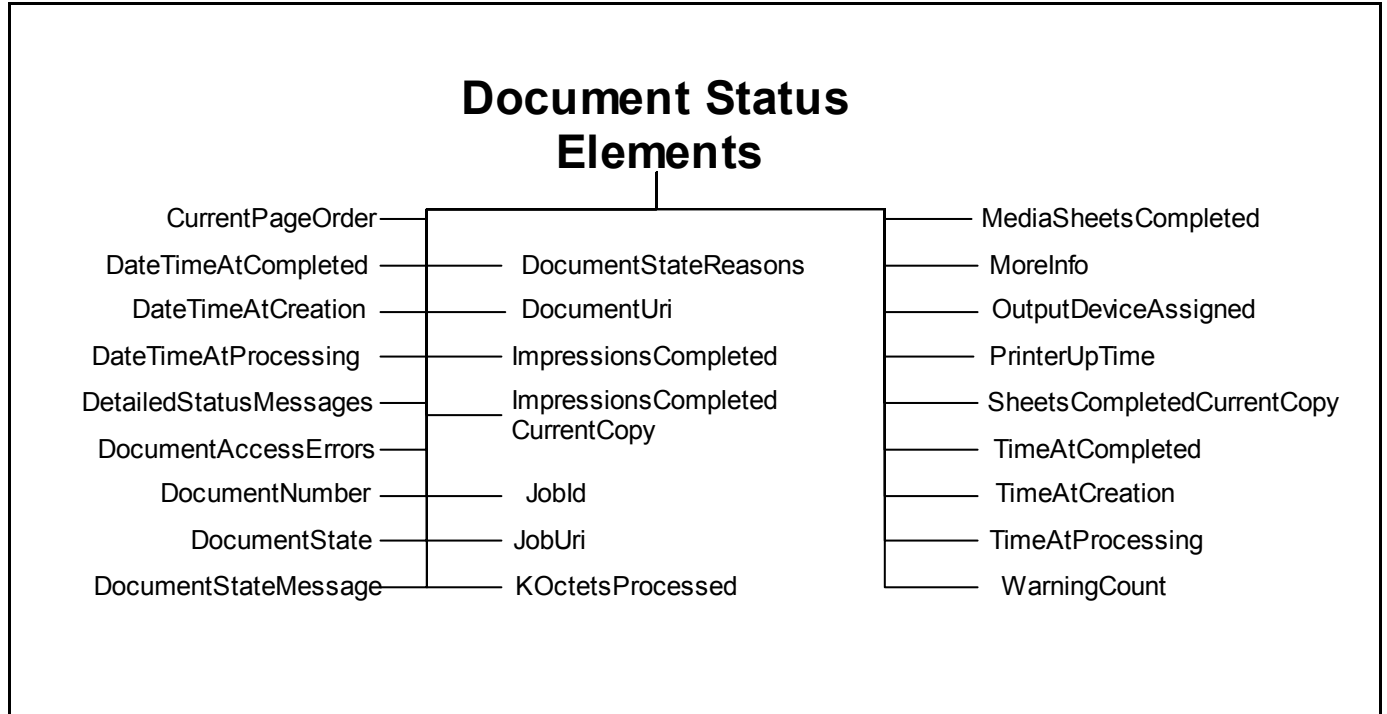 Document Status
Elements
CurrentPageOrder
DateTimeAtCompleted
DateTimeAtCreation
DateTimeAtProcessing
DetailedStatusMessages
DocumentAccessErrors
DocumentNumber
DocumentState
DocumentStateMessage
DocumentStateReasons
DocumentUri
ImpressionsCompleted
ImpressionsCompleted
CurrentCopy
JobId
JobUri
KOctetsProcessed
MediaSheetsCompleted
MoreInfo
OutputDeviceAssigned
PrinterUpTime
SheetsCompletedCurrentCopy
TimeAtCompleted
TimeAtCreation
TimeAtProcessing
WarningCount